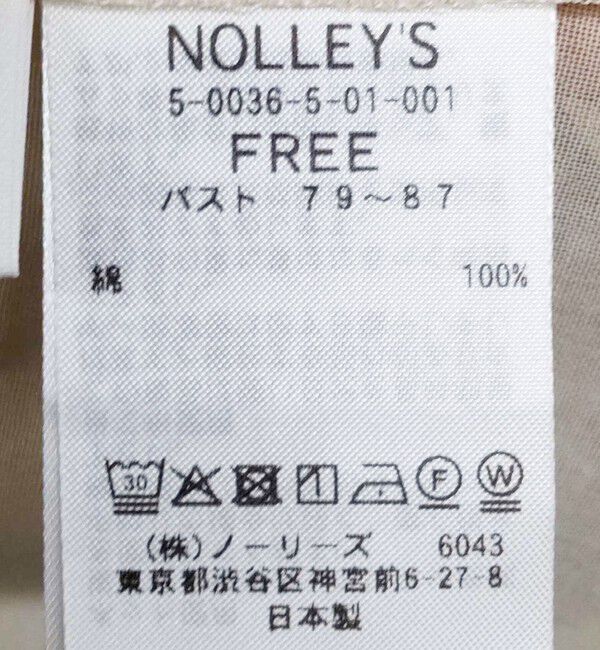 NOLLEY'S
5-0036-5-01-001
FREE
バスト 79～87
綿 100%
30 F W
(株)ノーリーズ 6043
東京都渋谷区神宮前6-27-8
日本製